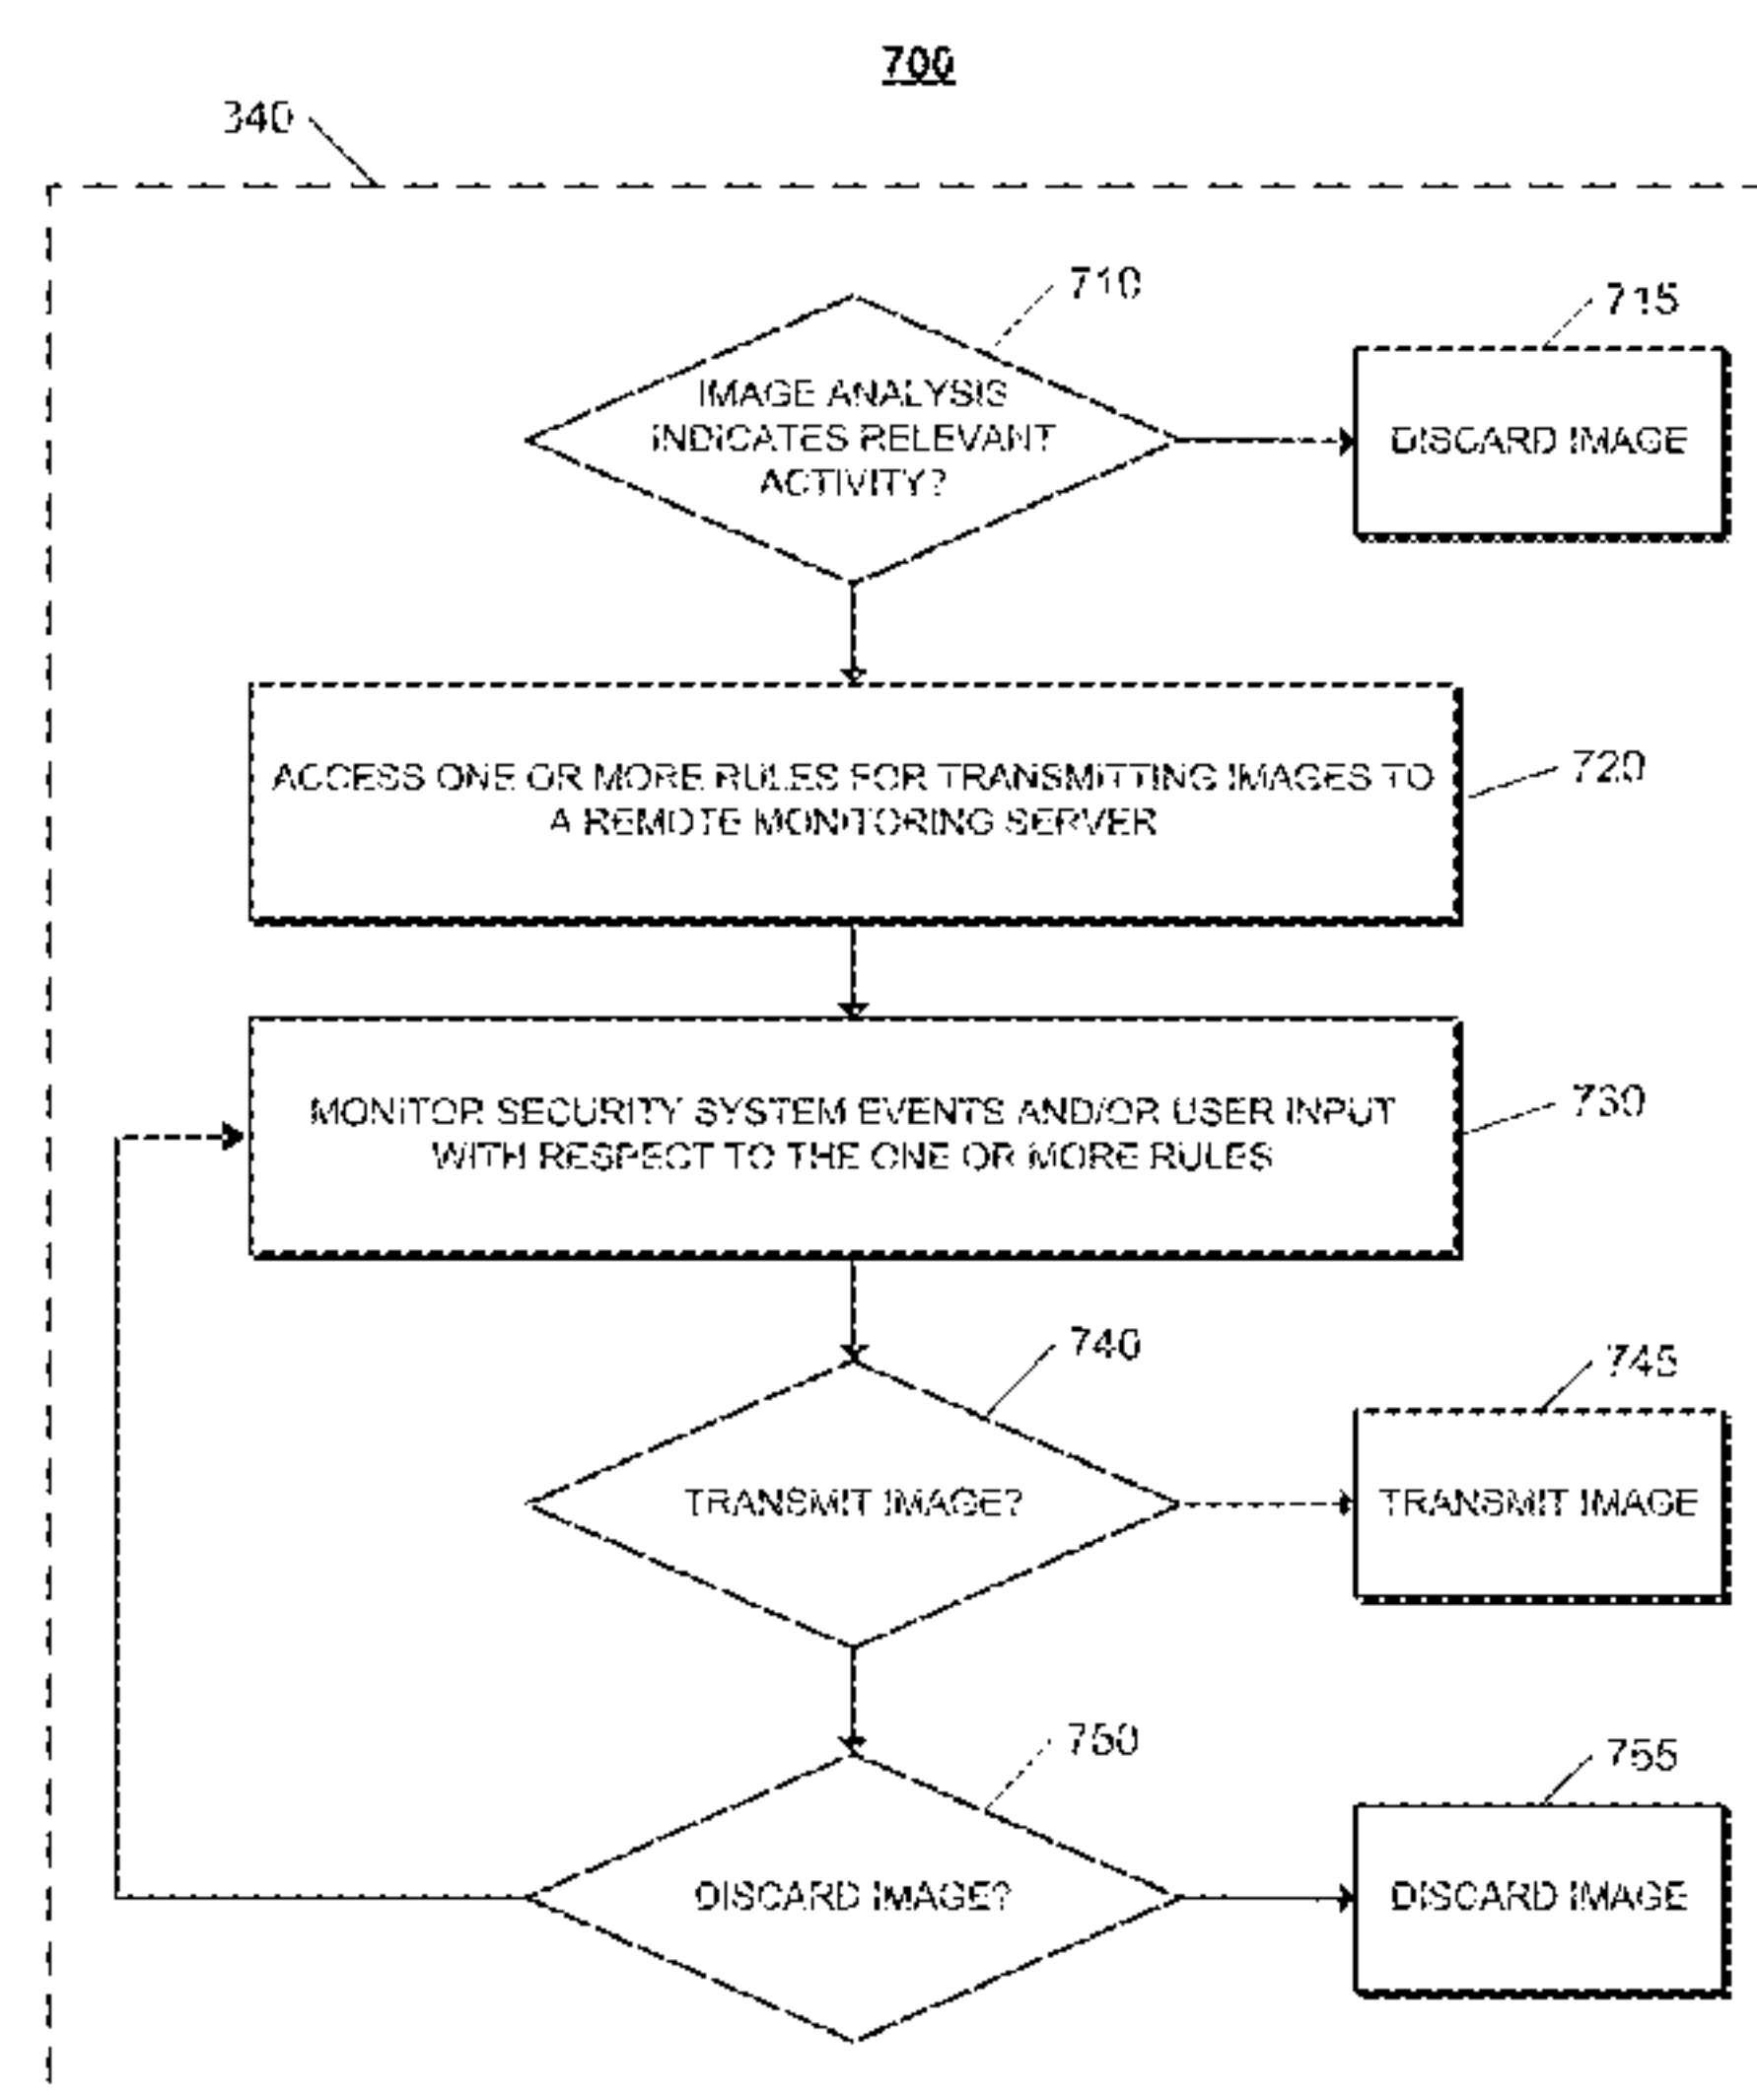 700
340
710
715
IMAGE ANALYSIS
INDICATES RELEVANT
ACTIVITY?
DISCARD IMAGE
720
ACCESS ONE OR MORE RULES FOR TRANSMITTING IMAGES TO
A REMOTE MONITORING SERVER
730
MONITOR SECURITY SYSTEM EVENTS AND/OR USER INPUT
WITH RESPECT TO THE ONE OR MORE RULES
740
745
TRANSMIT IMAGE?
TRANSMIT IMAGE
750
755
DISCARD IMAGE?
DISCARD IMAGE